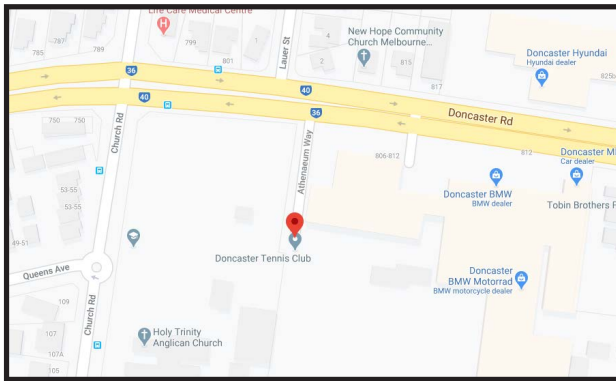 Life Care Medical Centre
787
789
785
799
1
801
Lauer St
4
2
New Hope Community
Church Melbourne...
815
817
Doncaster Hyundai
Hyundai dealer
825b
36
40
40
36
Doncaster Rd
750
750
Church Rd
Athenaeum Way
806-812
812
Doncaster M
Car dealer
53-55
53-55
Doncaster BMW
BMW dealer
Tobin Brothers F
49-51
Doncaster Tennis Club
Queens Ave
Doncaster
BMW Motorrad
BMW motorcycle dealer
109
Church Rd
107
107A
105
Holy Trinity
Anglican Church